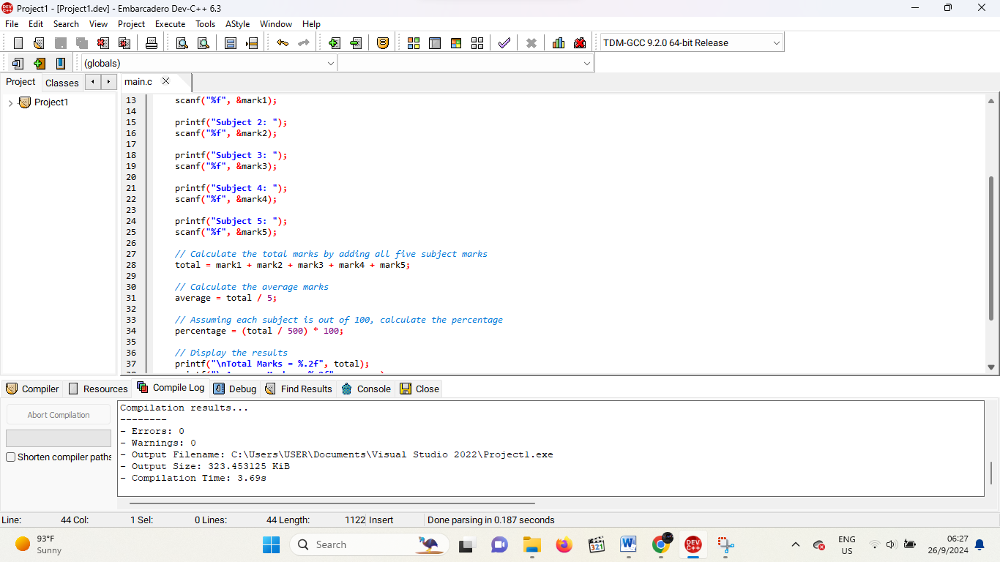 Project1 - [Project1.dev] - Embarcadero Dev-C++ 6.3
File Edit Search View Project Execute Tools AStyle Window Help
TDM-GCC 9.2.0 64-bit Release
(globals)
Project Classes main.c
Project1
13 scanf("%f", &mark1);
14
15 printf("Subject 2: ");
16 scanf("%f", &mark2);
17
18 printf("Subject 3: ");
19 scanf("%f", &mark3);
20
21 printf("Subject 4: ");
22 scanf("%f", &mark4);
23
24 printf("Subject 5: ");
25 scanf("%f", &mark5);
26
27 // Calculate the total marks by adding all five subject marks
28 total = mark1 + mark2 + mark3 + mark4 + mark5;
29
30 // Calculate the average marks
31 average = total / 5;
32
33 // Assuming each subject is out of 100, calculate the percentage
34 percentage = (total / 500) * 100;
35
36 // Display the results
37 printf("\nTotal Marks = %.2f", total);
Compiler Resources Compile Log Debug Find Results Console Close
Abort Compilation
Shorten compiler paths
Compilation results...
--------
- Errors: 0
- Warnings: 0
- Output Filename: C:\Users\USER\Documents\Visual Studio 2022\Project1.exe
- Output Size: 323.453125 KiB
- Compilation Time: 3.69s
Line: 44 Col: 1 Sel: 0 Lines: 44 Length: 1122 Insert Done parsing in 0.187 seconds
93°F
Sunny
Search
321
DEV
C++
ENG
US
06:27
26/9/2024